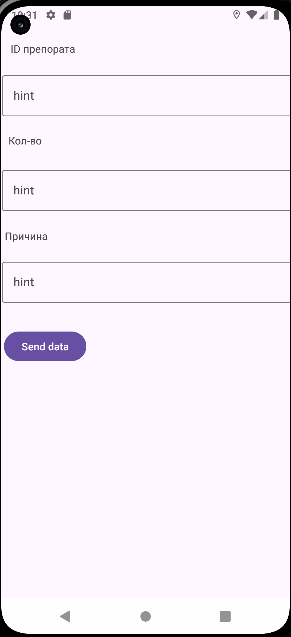 10:31
ID препората
hint
Кол-во
hint
Причина
hint
Send data